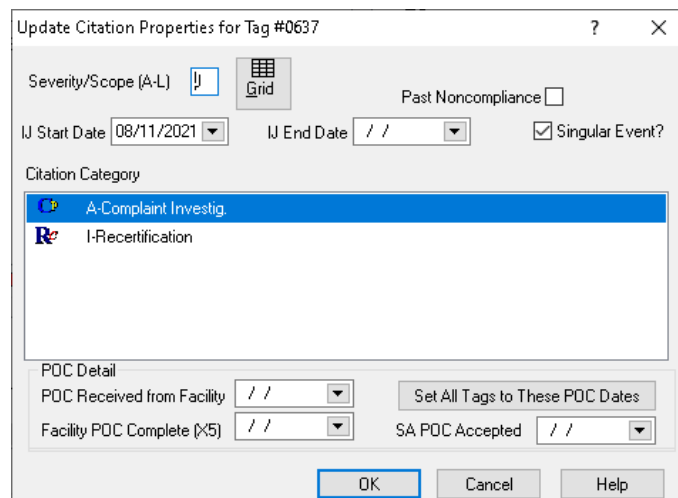 Update Citation Properties for Tag #0637 ? ×
Severity/Scope (A-L) IJ Grid
Past Noncompliance
IJ Start Date 08/11/2021 IJ End Date / / Singular Event?
Citation Category
A-Complaint Investig.
Re I-Recertification
POC Detail
POC Received from Facility / / Set All Tags to These POC Dates
Facility POC Complete (X5) / / SA POC Accepted / /
OK Cancel Help